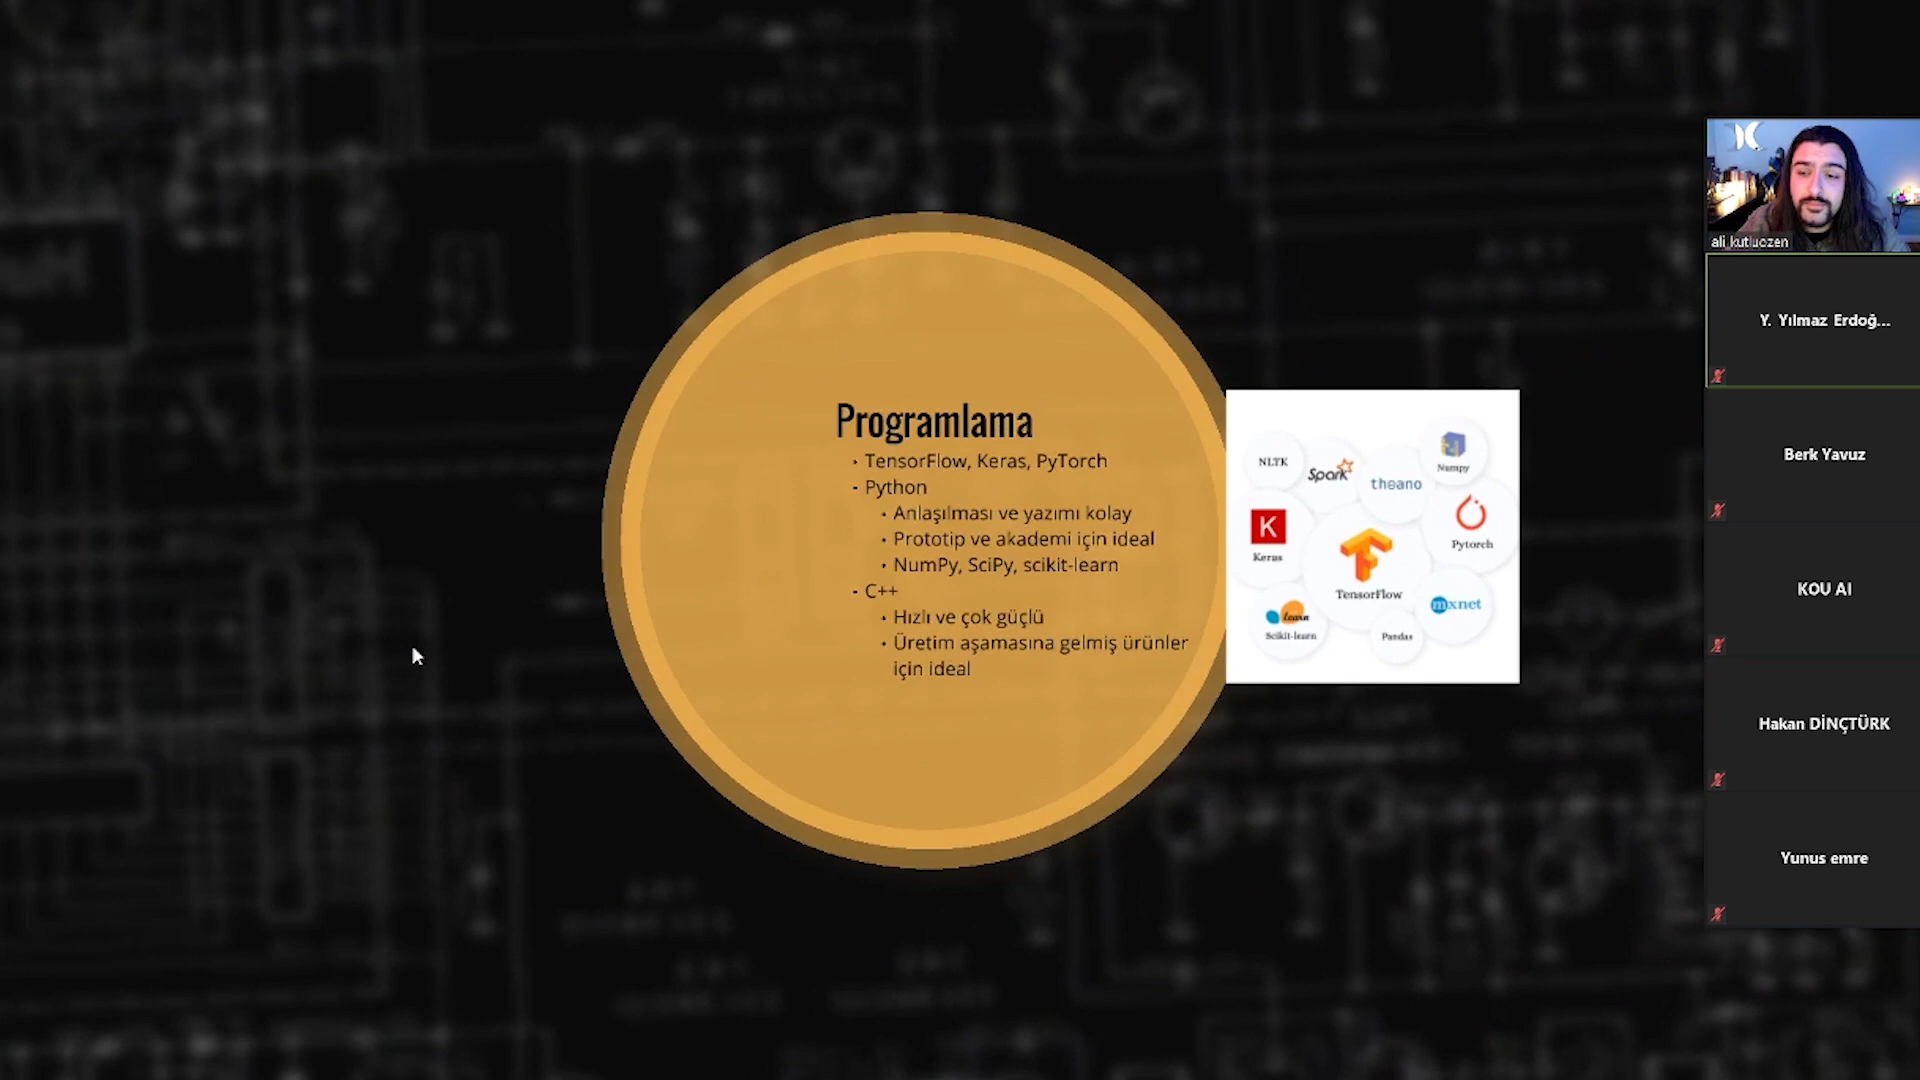 Programlama
• TensorFlow, Keras, PyTorch
- Python
• Anlaşılması ve yazımı kolay
• Prototip ve akademi için ideal
• NumPy, SciPy, scikit-learn
- C++
• Hızlı ve çok güçlü
• Üretim aşamasına gelmiş ürünler
için ideal
NLTK
Spark
theano
Numpy
K
Keras
Pytorch
TensorFlow
learn
Scikit-learn
mxnet
Pandas
ali_kutluozen
Y. Yılmaz Erdoğ...
Berk Yavuz
KOU AI
Hakan DİNÇTÜRK
Yunus emre